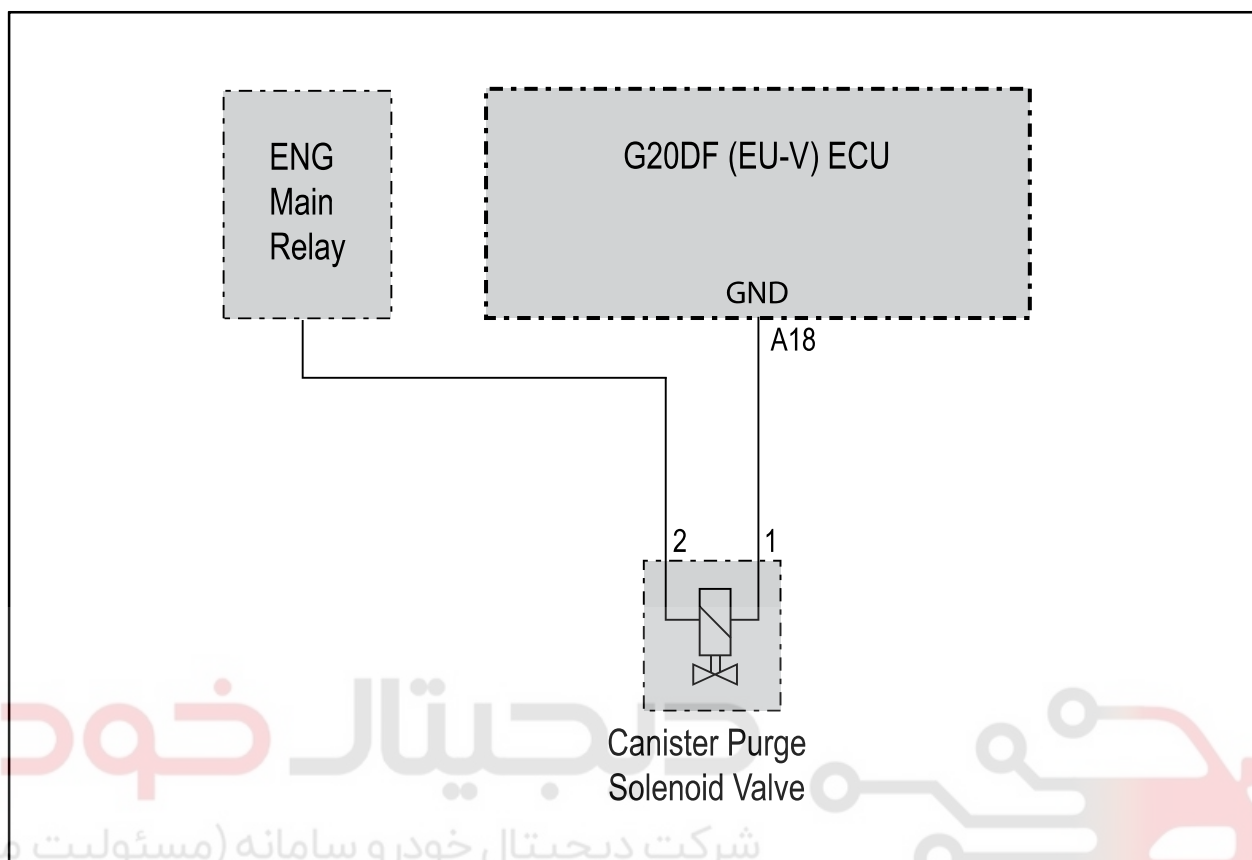 ENG
Main
Relay
G20DF (EU-V) ECU
GND
A18
2
1
Canister Purge
Solenoid Valve
دیجیتال خود
شرکت دیجیتال خودرو سامانه (مسئولیت